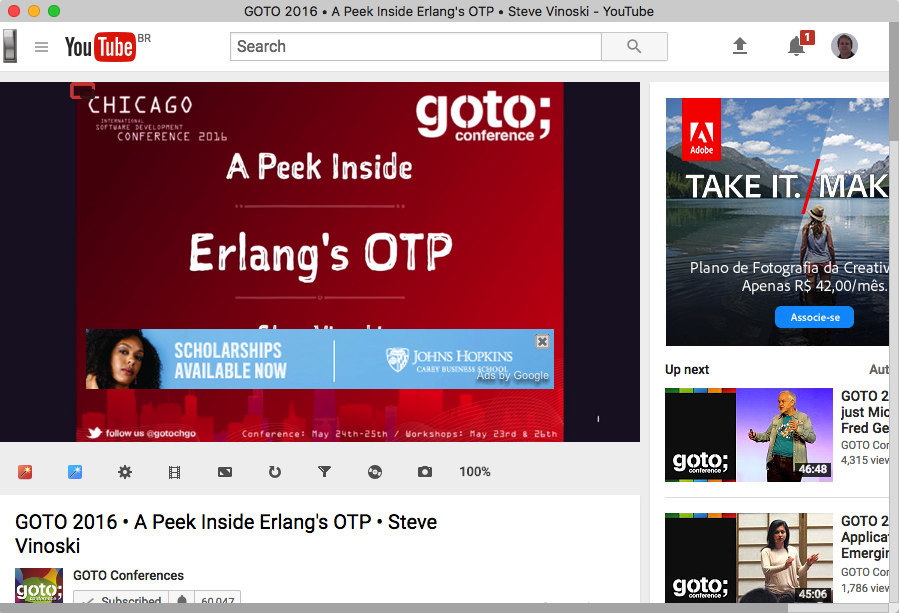 GOTO 2016 • A Peek Inside Erlang's OTP • Steve Vinoski - YouTube
YouTube BR
Search
1
CHICAGO
INTERNATIONAL
SOFTWARE DEVELOPMENT
CONFERENCE 2016
goto;
conference
A Peek Inside
Erlang's OTP
SCHOLARSHIPS
AVAILABLE NOW
JOHNS HOPKINS
CAREY BUSINESS SCHOOL
Ads by Google
follow us @gotochgo
Conference: May 24th-25th / Workshops: May 23rd & 26th
100%
GOTO 2016 • A Peek Inside Erlang's OTP • Steve
Vinoski
goto;
conference
GOTO Conferences
Subscribed
60,047
Adobe
TAKE IT. / MAK
Plano de Fotografia da Creativ
Apenas R$ 42,00/mês.
Associe-se
Up next
Aut
goto;
conference
46:48
GOTO 2
just Mic
Fred Ge
GOTO Con
4,315 view
goto;
conference
45:06
GOTO 2
Applicat
Emergin
GOTO Con
1,786 view